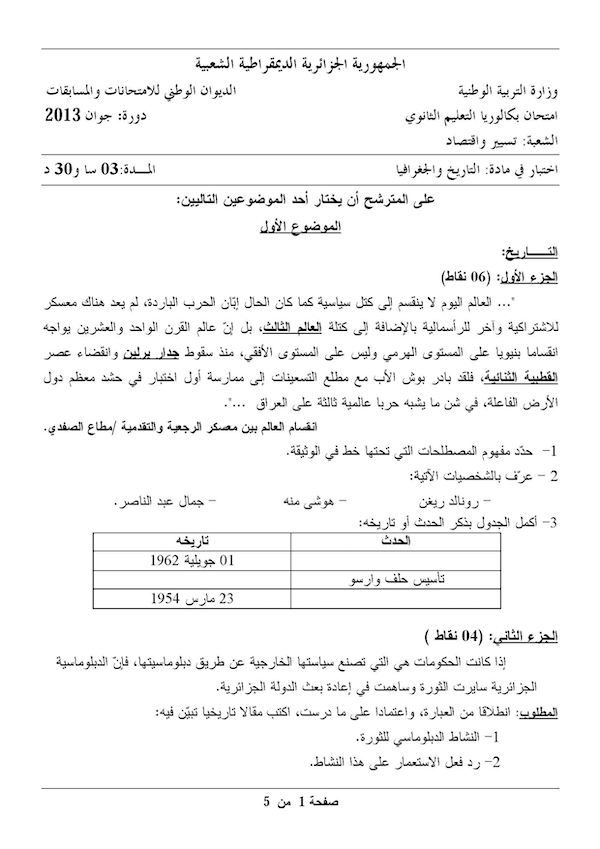 الجمهورية الجزائرية الديمقراطية الشعبية
وزارة التربية الوطنية الديوان الوطني للامتحانات والمسابقات
امتحان بكالوريا التعليم الثانوي دورة: جوان 2013
الشعبة: تسيير واقتصاد
اختبار في مادة: التاريخ والجغرافيا المــدة:03 سا و30 د
على المترشح أن يختار أحد الموضوعين التاليين:
الموضوع الأول
التـــــاريخ:
الجزء الأول: (06 نقاط)
"... العالم اليوم لا ينقسم إلى كتل سياسية كما كان الحال إبّان الحرب الباردة، لم يعد هناك معسكر
للاشتراكية وآخر للرأسمالية بالإضافة إلى كتلة العالم الثالث، بل إنّ عالم القرن الواحد والعشرين يواجه
انقساما بنيويا على المستوى الهرمي وليس على المستوى الأفقي، منذ سقوط جدار برلين وانقضاء عصر
القطبية الثنائية، فلقد بادر بوش الأب مع مطلع التسعينات إلى ممارسة أول اختبار في حشد معظم دول
الأرض الفاعلة، في شن ما يشبه حربا عالمية ثالثة على العراق ...".
انقسام العالم بين معسكر الرجعية والتقدمية /مطاع الصفدي.
1- حدّد مفهوم المصطلحات التي تحتها خط في الوثيقة.
2 - عرّف بالشخصيات الآتية:
- رونالد ريغن - هوشي منه - جمال عبد الناصر.
3- أكمل الجدول بذكر الحدث أو تاريخه:
الحدث تاريخه
01 جويلية 1962
تأسيس حلف وارسو
23 مارس 1954
الجزء الثاني: (04 نقاط )
إذا كانت الحكومات هي التي تصنع سياستها الخارجية عن طريق دبلوماسيتها، فإنّ الدبلوماسية
الجزائرية سايرت الثورة وساهمت في إعادة بعث الدولة الجزائرية.
المطلوب: انطلاقا من العبارة، واعتمادا على ما درست، اكتب مقالا تاريخيا تبيّن فيه:
1- النشاط الدبلوماسي للثورة.
2- رد فعل الاستعمار على هذا النشاط.
صفحة 1 من 5